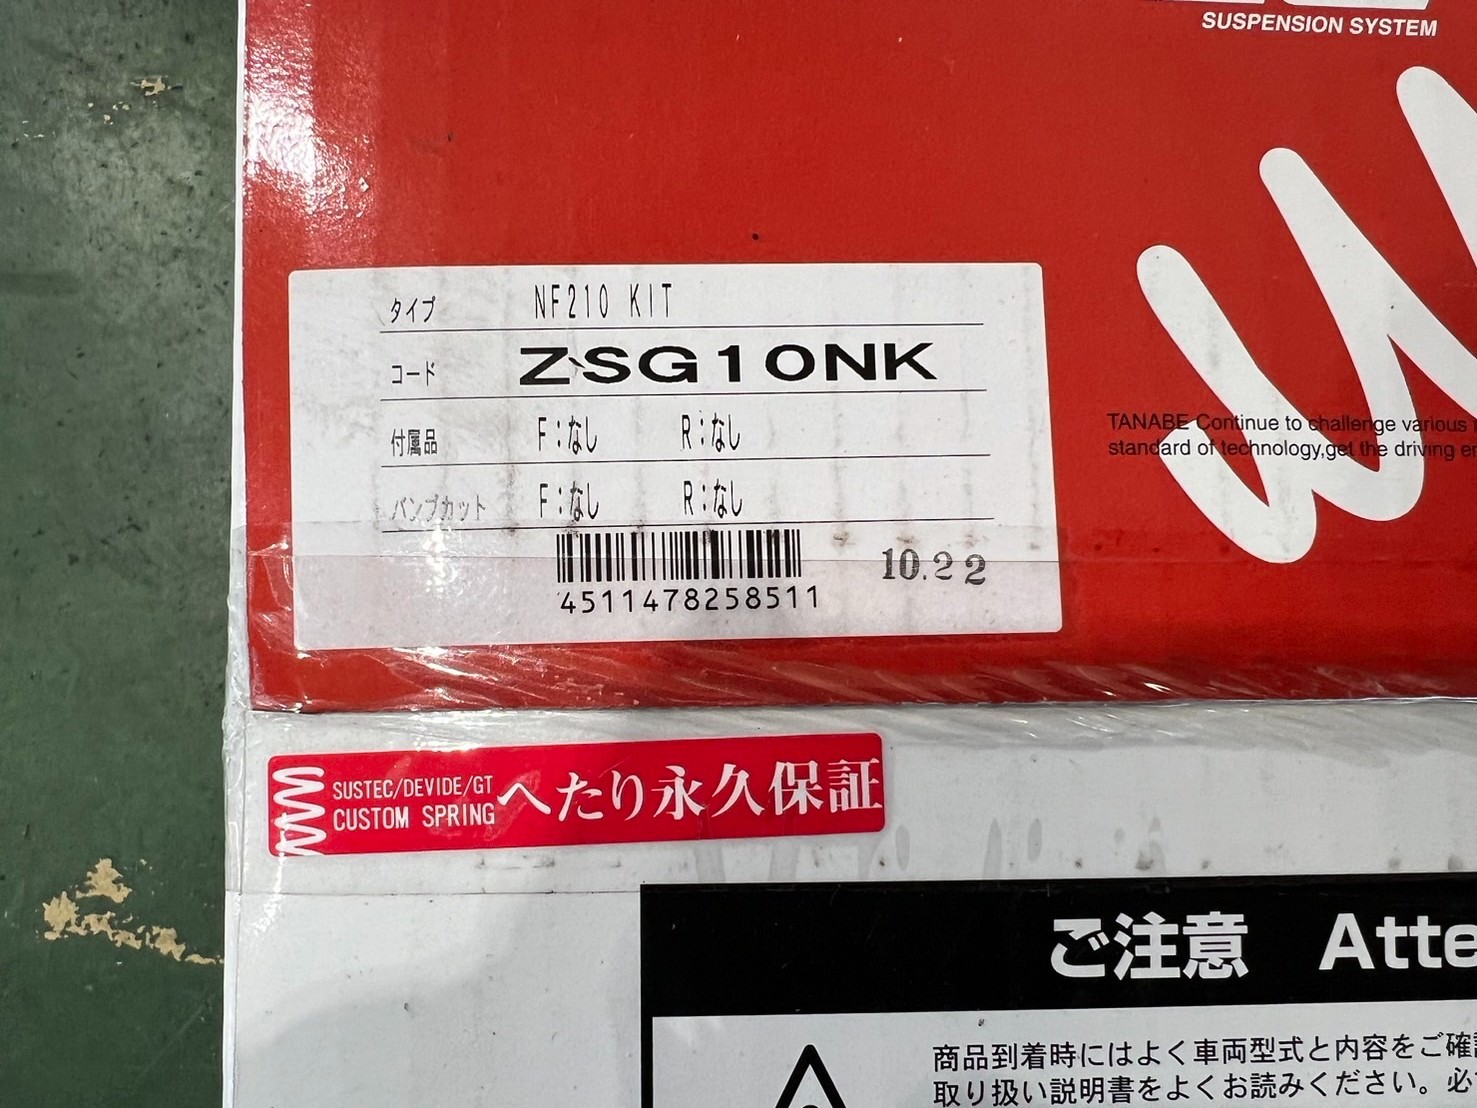 SUSPENSION SYSTEM
タイプ NF210 KIT
コード ZSG10NK
付属品 F:なし R:なし
バンプカット F:なし R:なし
4511478258511
10.22
TANABE Continue to challenge various
standard of technology,get the driving
SUSTEC/DEVIDE/GT
CUSTOM SPRING
へたり永久保証
ご注意 Atte
商品到着時にはよく車両型式と内容をご確
取り扱い説明書をよくお読みください。必